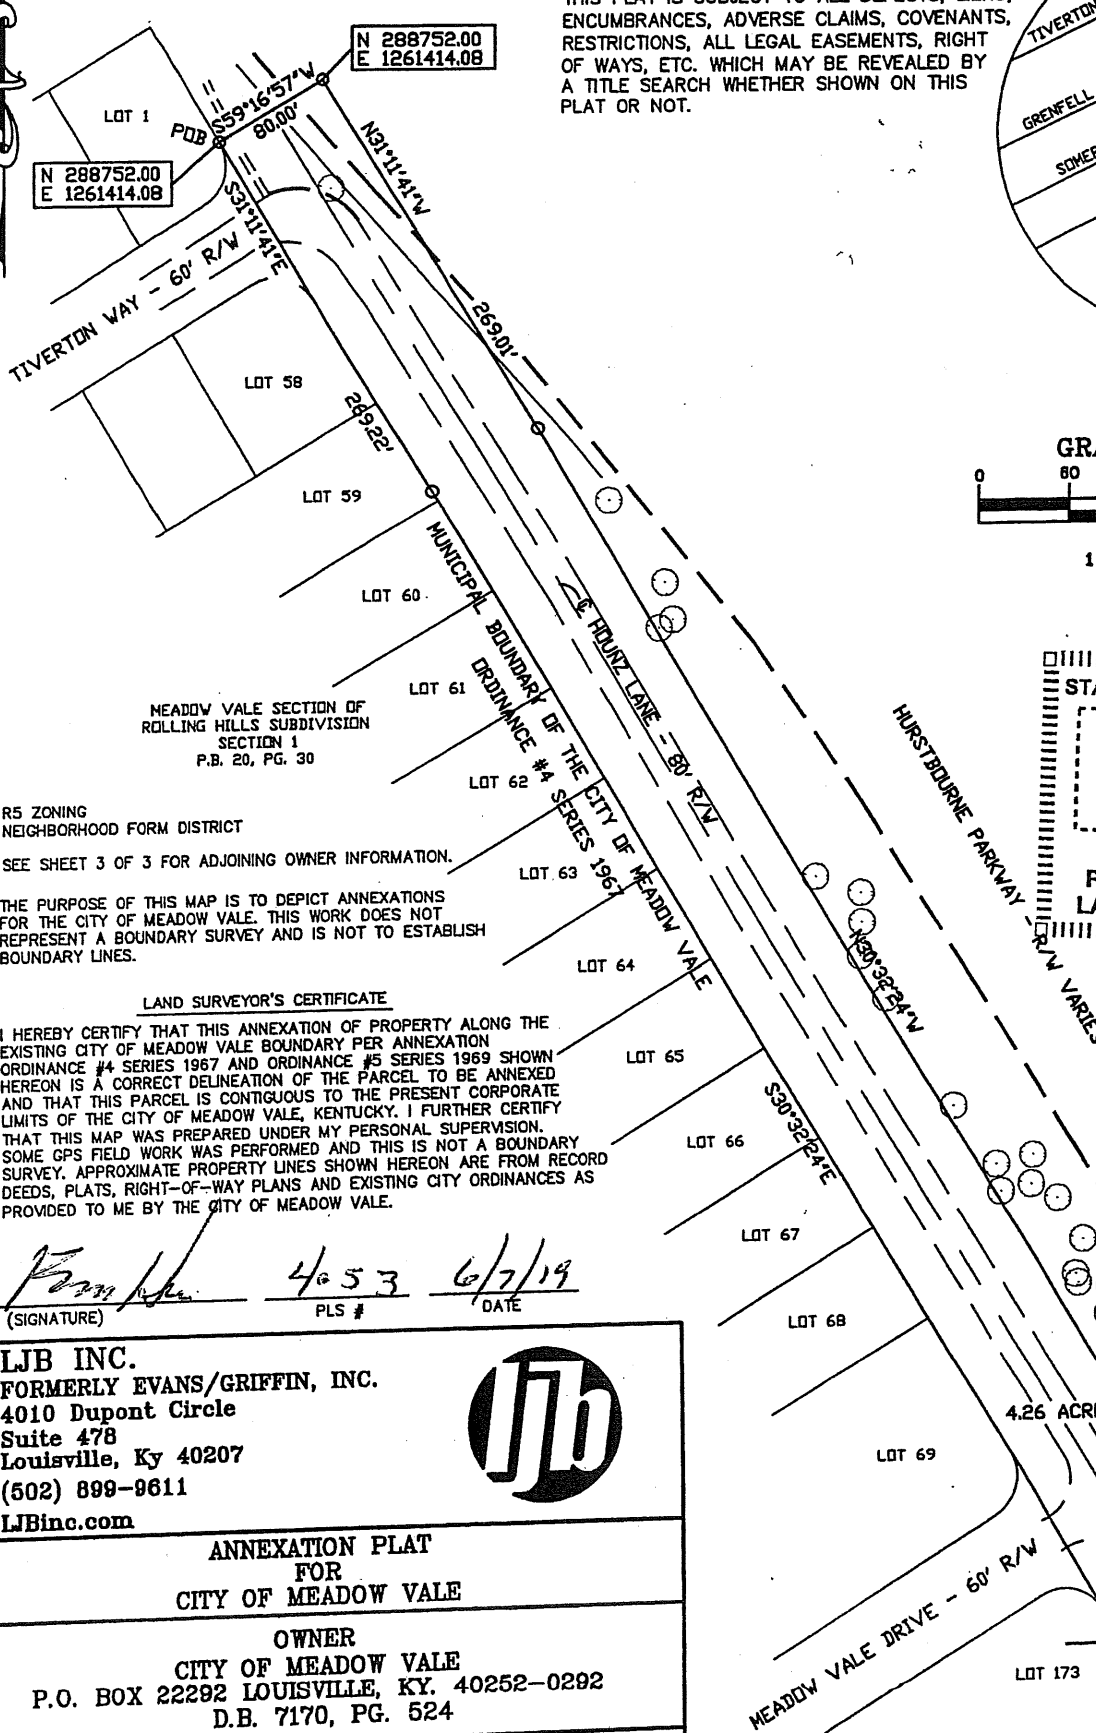 THIS PLAT IS SUBJECT TO ALL DEFECTS, LIENS,
ENCUMBRANCES, ADVERSE CLAIMS, COVENANTS,
RESTRICTIONS, ALL LEGAL EASEMENTS, RIGHT
OF WAYS, ETC. WHICH MAY BE REVEALED BY
A TITLE SEARCH WHETHER SHOWN ON THIS
PLAT OR NOT.
N 288752.00
E 1261414.08
LOT 1
POB
S59°16'57"W
80.00'
N 288752.00
E 1261414.08
S31°11'41"E
N31°11'41"W
TIVERTON
GRENFELL
SOMER
TIVERTON WAY - 60' R/W
269.01'
LOT 58
269.22'
LOT 59
GRA
0 60
1
LOT 60
MUNICIPAL BOUNDARY OF THE CITY OF MEADOW VALE
ORDINANCE #4 SERIES 1967
℄ HOUNZ LANE - 80' R/W
LOT 61
MEADOW VALE SECTION OF
ROLLING HILLS SUBDIVISION
SECTION 1
P.B. 20, PG. 30
STA
HURSTBOURNE PARKWAY - R/W VARIES
LOT 62
R5 ZONING
NEIGHBORHOOD FORM DISTRICT
SEE SHEET 3 OF 3 FOR ADJOINING OWNER INFORMATION.
LOT 63
THE PURPOSE OF THIS MAP IS TO DEPICT ANNEXATIONS
FOR THE CITY OF MEADOW VALE. THIS WORK DOES NOT
REPRESENT A BOUNDARY SURVEY AND IS NOT TO ESTABLISH
BOUNDARY LINES.
LA
LOT 64
N30°32'24"W
LAND SURVEYOR'S CERTIFICATE
I HEREBY CERTIFY THAT THIS ANNEXATION OF PROPERTY ALONG THE
EXISTING CITY OF MEADOW VALE BOUNDARY PER ANNEXATION
ORDINANCE #4 SERIES 1967 AND ORDINANCE #5 SERIES 1969 SHOWN
HEREON IS A CORRECT DELINEATION OF THE PARCEL TO BE ANNEXED
AND THAT THIS PARCEL IS CONTIGUOUS TO THE PRESENT CORPORATE
LIMITS OF THE CITY OF MEADOW VALE, KENTUCKY. I FURTHER CERTIFY
THAT THIS MAP WAS PREPARED UNDER MY PERSONAL SUPERVISION.
SOME GPS FIELD WORK WAS PERFORMED AND THIS IS NOT A BOUNDARY
SURVEY. APPROXIMATE PROPERTY LINES SHOWN HEREON ARE FROM RECORD
DEEDS, PLATS, RIGHT-OF-WAY PLANS AND EXISTING CITY ORDINANCES AS
PROVIDED TO ME BY THE CITY OF MEADOW VALE.
LOT 65
S30°32'24"E
LOT 66
LOT 67
4053 6/7/19
(SIGNATURE) PLS # DATE
LOT 68
LJB INC.
FORMERLY EVANS/GRIFFIN, INC.
4010 Dupont Circle
Suite 478
Louisville, Ky 40207
(502) 899-9611
LJBinc.com
ljb
4.26 ACRE
LOT 69
ANNEXATION PLAT
FOR
CITY OF MEADOW VALE
OWNER
CITY OF MEADOW VALE
P.O. BOX 22292 LOUISVILLE, KY. 40252-0292
D.B. 7170, PG. 524
MEADOW VALE DRIVE - 60' R/W
LOT 173